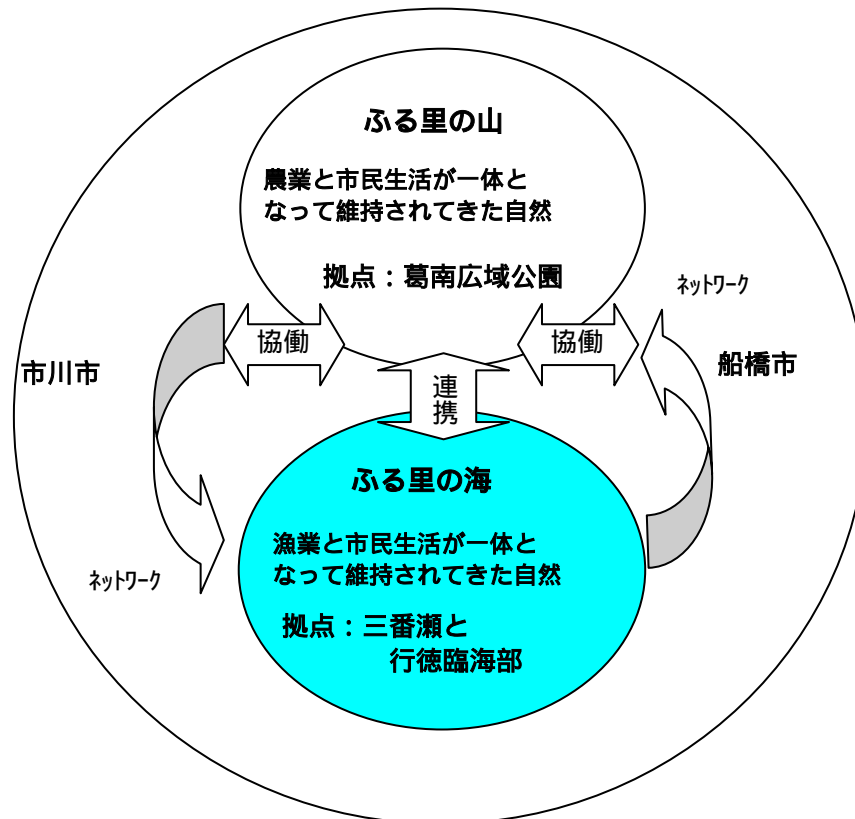 ふる里の山
農業と市民生活が一体と
なって維持されてきた自然
拠点：葛南広域公園
ネットワーク
協働
協働
市川市
船橋市
連携
ふる里の海
漁業と市民生活が一体と
なって維持されてきた自然
ネットワーク
拠点：三番瀬と
行徳臨海部